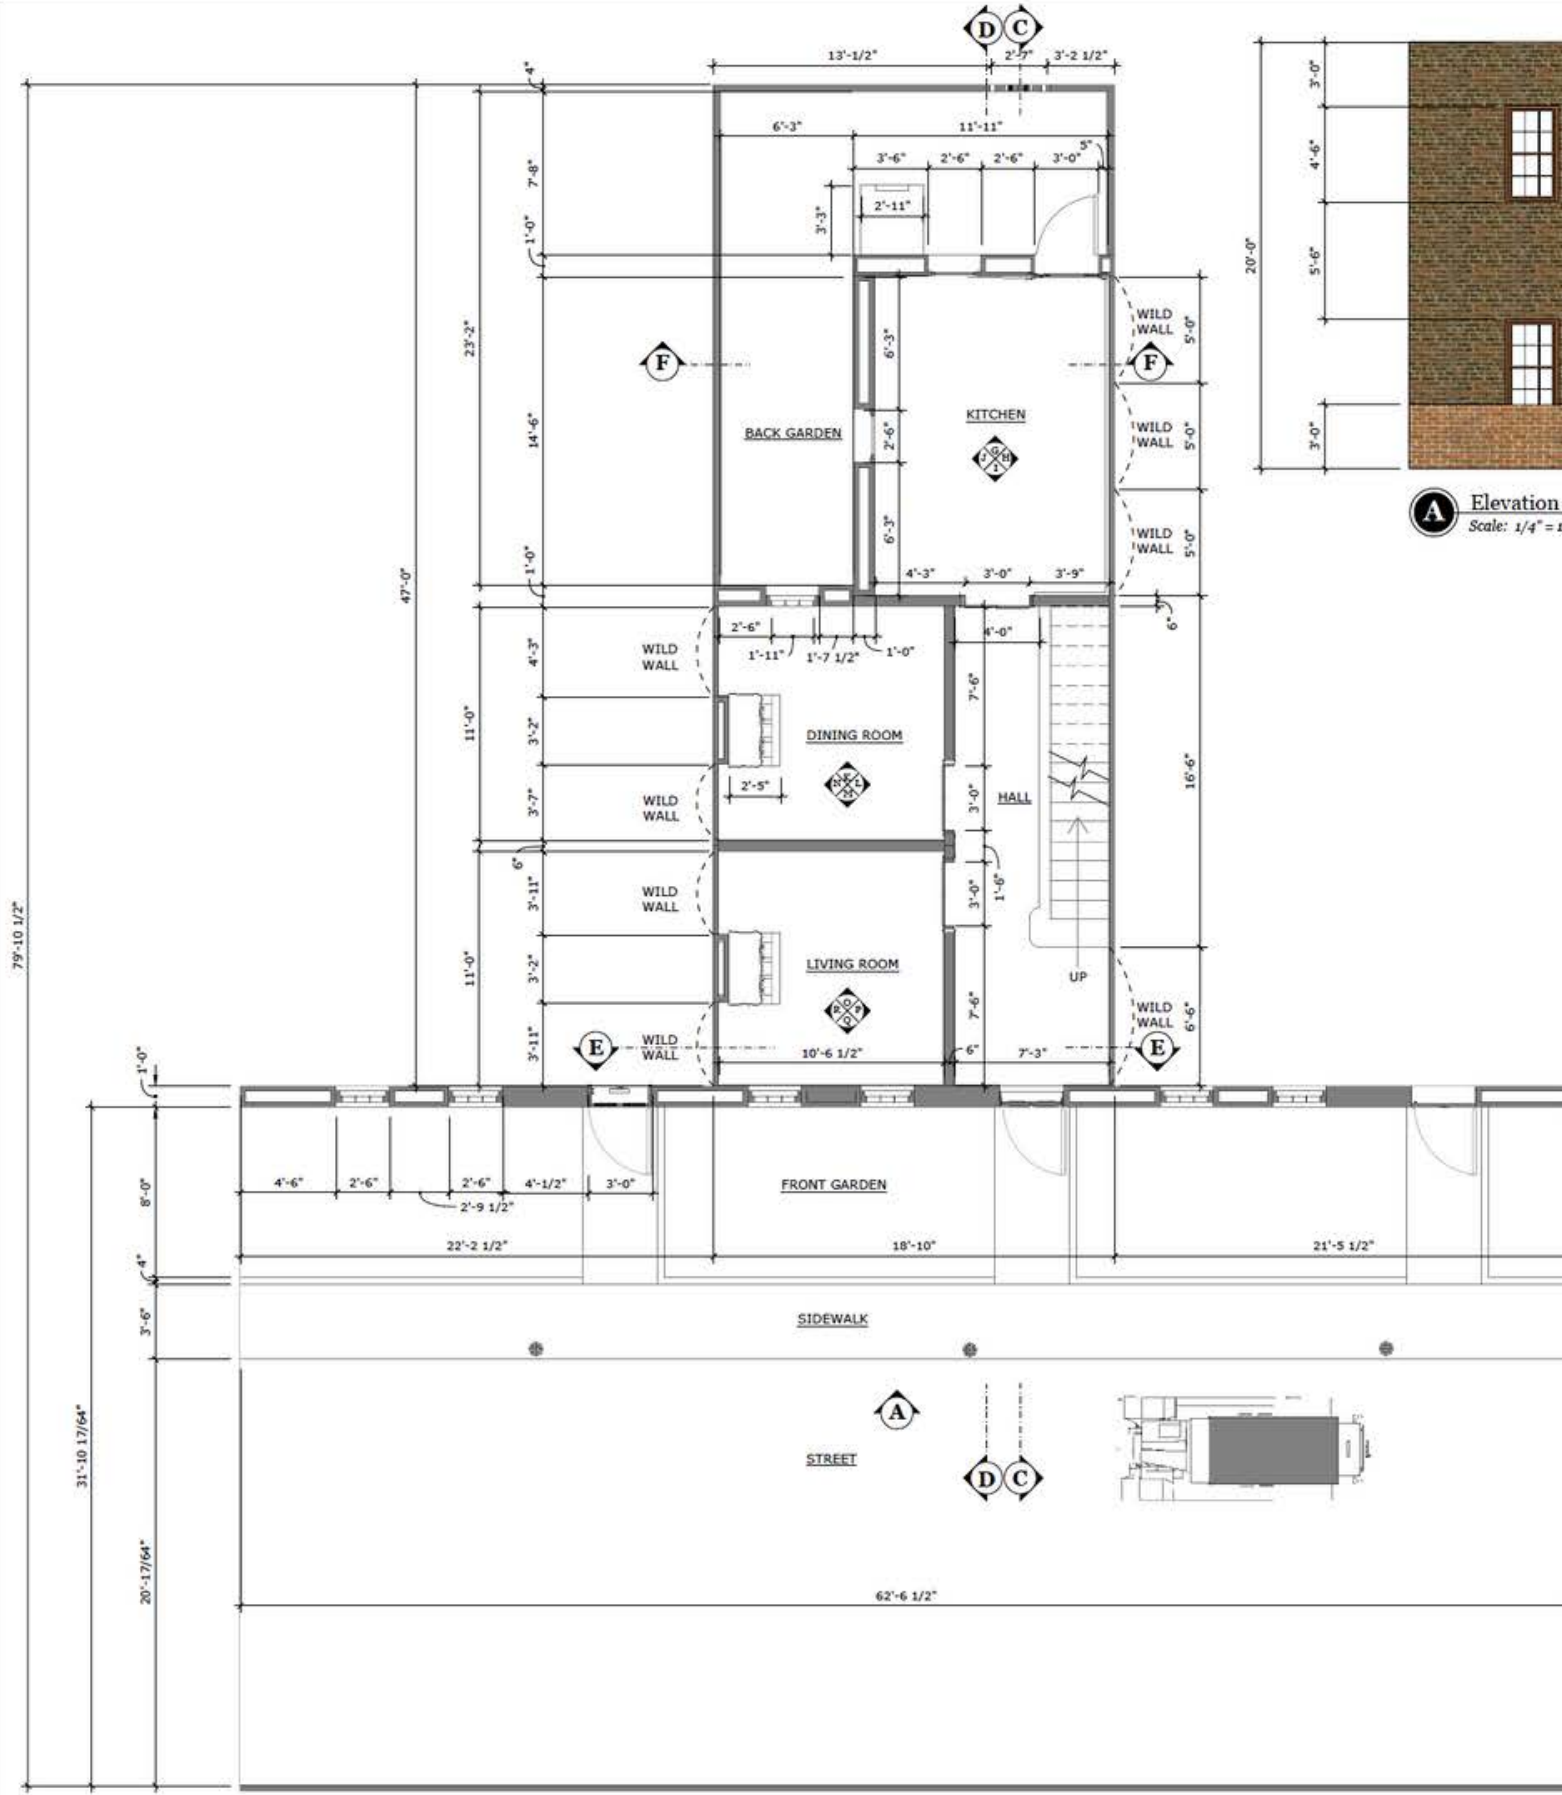 D C
13'-1/2" 2'-7" 3'-2 1/2"
4"
6'-3" 11'-11"
3'-6" 2'-6" 2'-6" 3'-0" 5"
7'-8"
2'-11"
3'-3"
1'-0"
3'-0"
4'-6"
20'-0"
5'-6"
3'-0"
A Elevation
Scale: 1/4" = 1
WILD
WALL
5'-0"
23'-2"
6'-3"
F
F
KITCHEN
J G H
I
BACK GARDEN
14'-6"
2'-6"
WILD
WALL
5'-0"
6'-3"
WILD
WALL
5'-0"
1'-0"
47'-0"
4'-3" 3'-0" 3'-9"
6"
2'-6" 4'-0"
1'-11" 1'-7 1/2" 1'-0"
WILD
WALL
4'-3"
7'-6"
11'-0"
3'-2"
DINING ROOM
N K L
M
2'-5"
16'-6"
WILD
WALL
3'-7"
3'-0"
HALL
6"
1'-6"
79'-10 1/2"
WILD
WALL
3'-11"
3'-0"
11'-0"
3'-2"
LIVING ROOM
R O P
Q
UP
7'-6"
WILD
WALL
6'-6"
1'-0"
3'-11"
E
WILD
WALL
10'-6 1/2" 6" 7'-3"
E
4'-6" 2'-6" 2'-6" 4'-1/2" 3'-0"
2'-9 1/2"
FRONT GARDEN
8'-0"
22'-2 1/2" 18'-10" 21'-5 1/2"
4"
3'-6"
SIDEWALK
A
31'-10 17/64"
STREET
D C
20'-17/64"
62'-6 1/2"